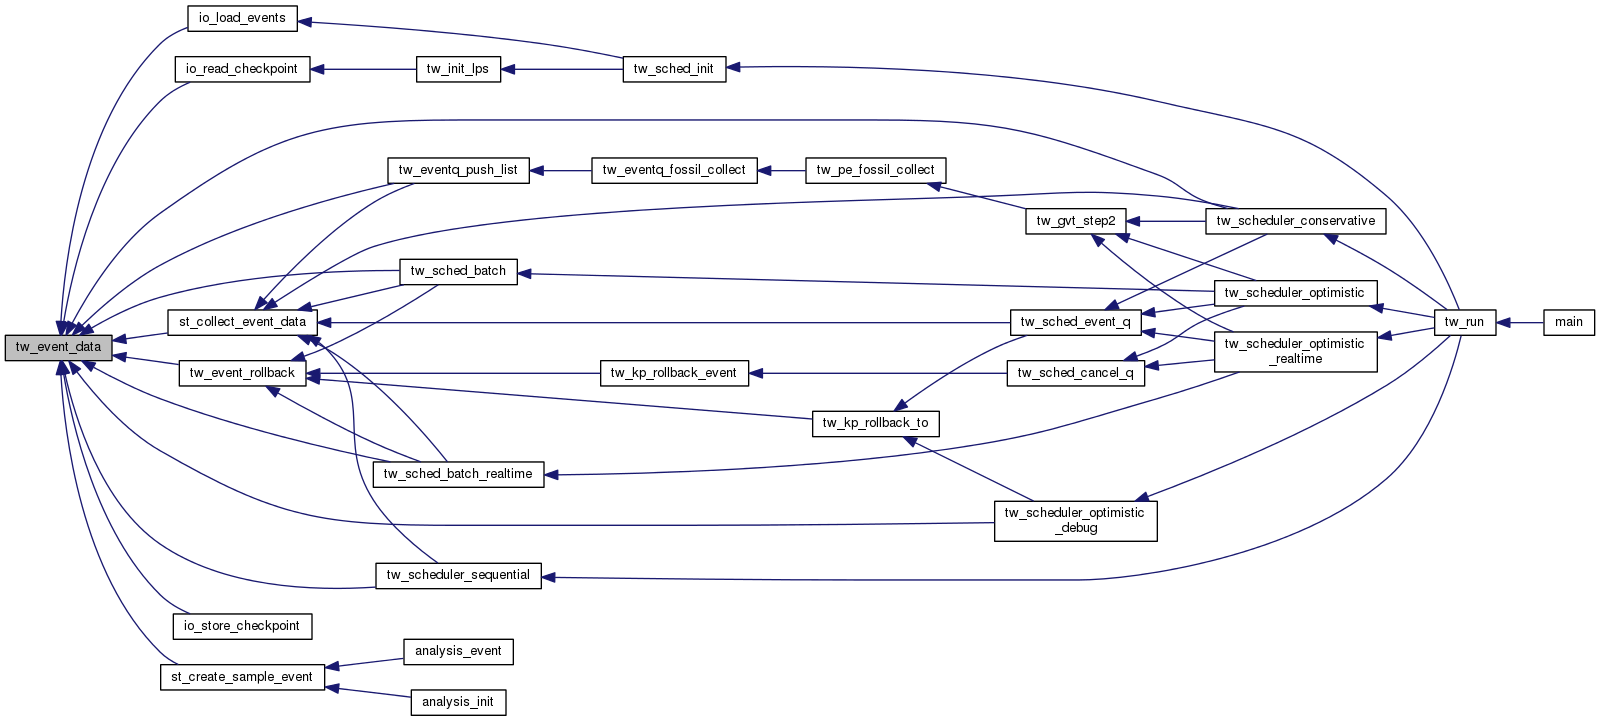 io_load_events
io_read_checkpoint
tw_init_lps
tw_sched_init
tw_eventq_push_list
tw_eventq_fossil_collect
tw_pe_fossil_collect
tw_gvt_step2
tw_scheduler_conservative
tw_sched_batch
tw_scheduler_optimistic
st_collect_event_data
tw_sched_event_q
tw_run
main
tw_event_data
tw_scheduler_optimistic
_realtime
tw_event_rollback
tw_kp_rollback_event
tw_sched_cancel_q
tw_kp_rollback_to
tw_sched_batch_realtime
tw_scheduler_optimistic
_debug
tw_scheduler_sequential
io_store_checkpoint
analysis_event
st_create_sample_event
analysis_init